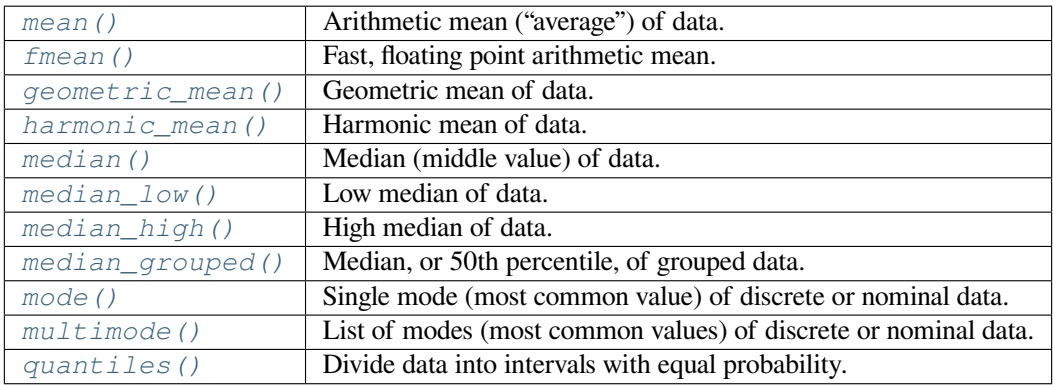 mean() Arithmetic mean (“average”) of data.
fmean() Fast, floating point arithmetic mean.
geometric_mean() Geometric mean of data.
harmonic_mean() Harmonic mean of data.
median() Median (middle value) of data.
median_low() Low median of data.
median_high() High median of data.
median_grouped() Median, or 50th percentile, of grouped data.
mode() Single mode (most common value) of discrete or nominal data.
multimode() List of modes (most common values) of discrete or nominal data.
quantiles() Divide data into intervals with equal probability.